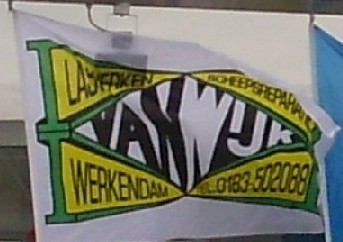 LASWERKEN SCHEEPSREPARATIE
VAN WIJK
WERKENDAM TEL. 0183-502088